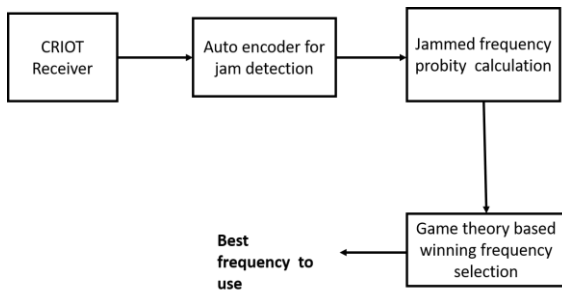 CRIOT
Receiver
Auto encoder for
jam detection
Jammed frequency
probity calculation
Game theory based
winning frequency
selection
Best
frequency to
use